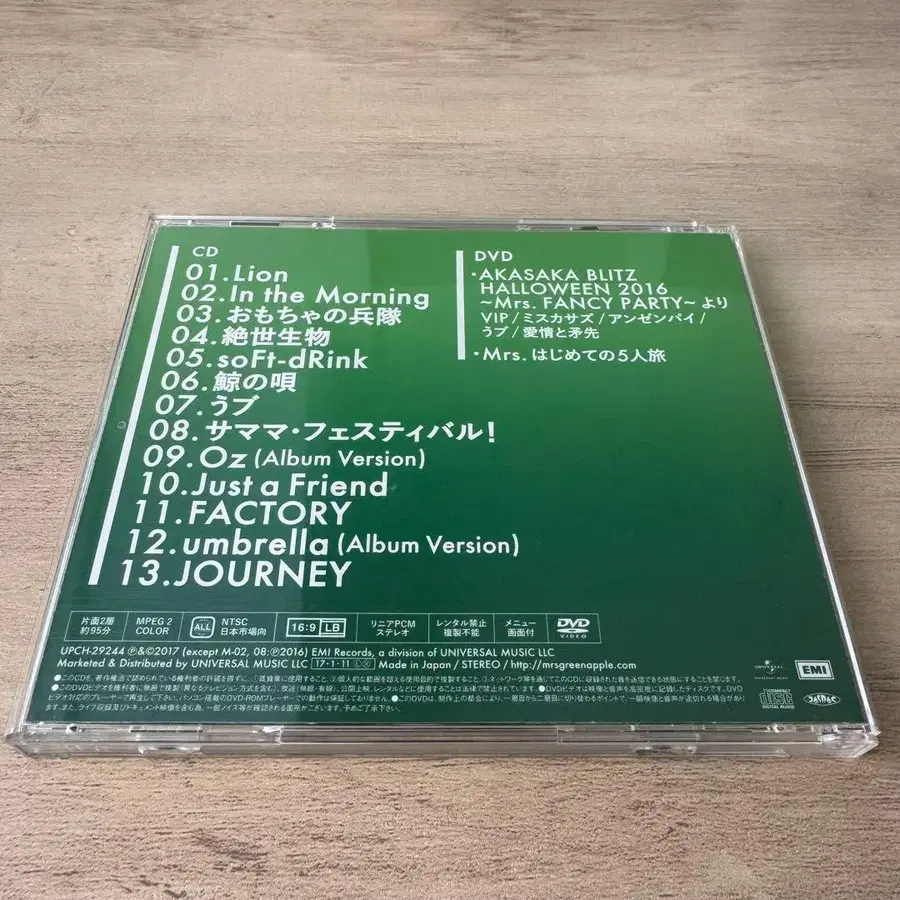 CD
01.Lion
02.In the Morning
03.おもちゃの兵隊
04.絶世生物
05.soFt-dRink
06.鯨の唄
07.うブ
08.サママ・フェスティバル!
09.Oz (Album Version)
10.Just a Friend
11.FACTORY
12.umbrella (Album Version)
13.JOURNEY
DVD
・AKASAKA BLITZ
HALLOWEEN 2016
~Mrs. FANCY PARTY~ より
VIP / ミスカサズ / アンゼンパイ /
うブ / 愛情と矛先
・Mrs. はじめての5人旅
片面2層
約95分
MPEG 2
COLOR
ALL
NTSC
日本市場向
16:9 LB
リニアPCM
ステレオ
レンタル禁止
複製不能
メニュー
画面付
DVD
VIDEO
UPCH-29244 ℗&©2017 (except M-02, 08:℗2016) EMI Records, a division of UNIVERSAL MUSIC LLC
Marketed & Distributed by UNIVERSAL MUSIC LLC 17・1・11 Made in Japan / STEREO / http://mrsgreenapple.com/
UNIVERSAL MUSIC
EMI
COMPACT
disc
DIGITAL AUDIO
JASRAC